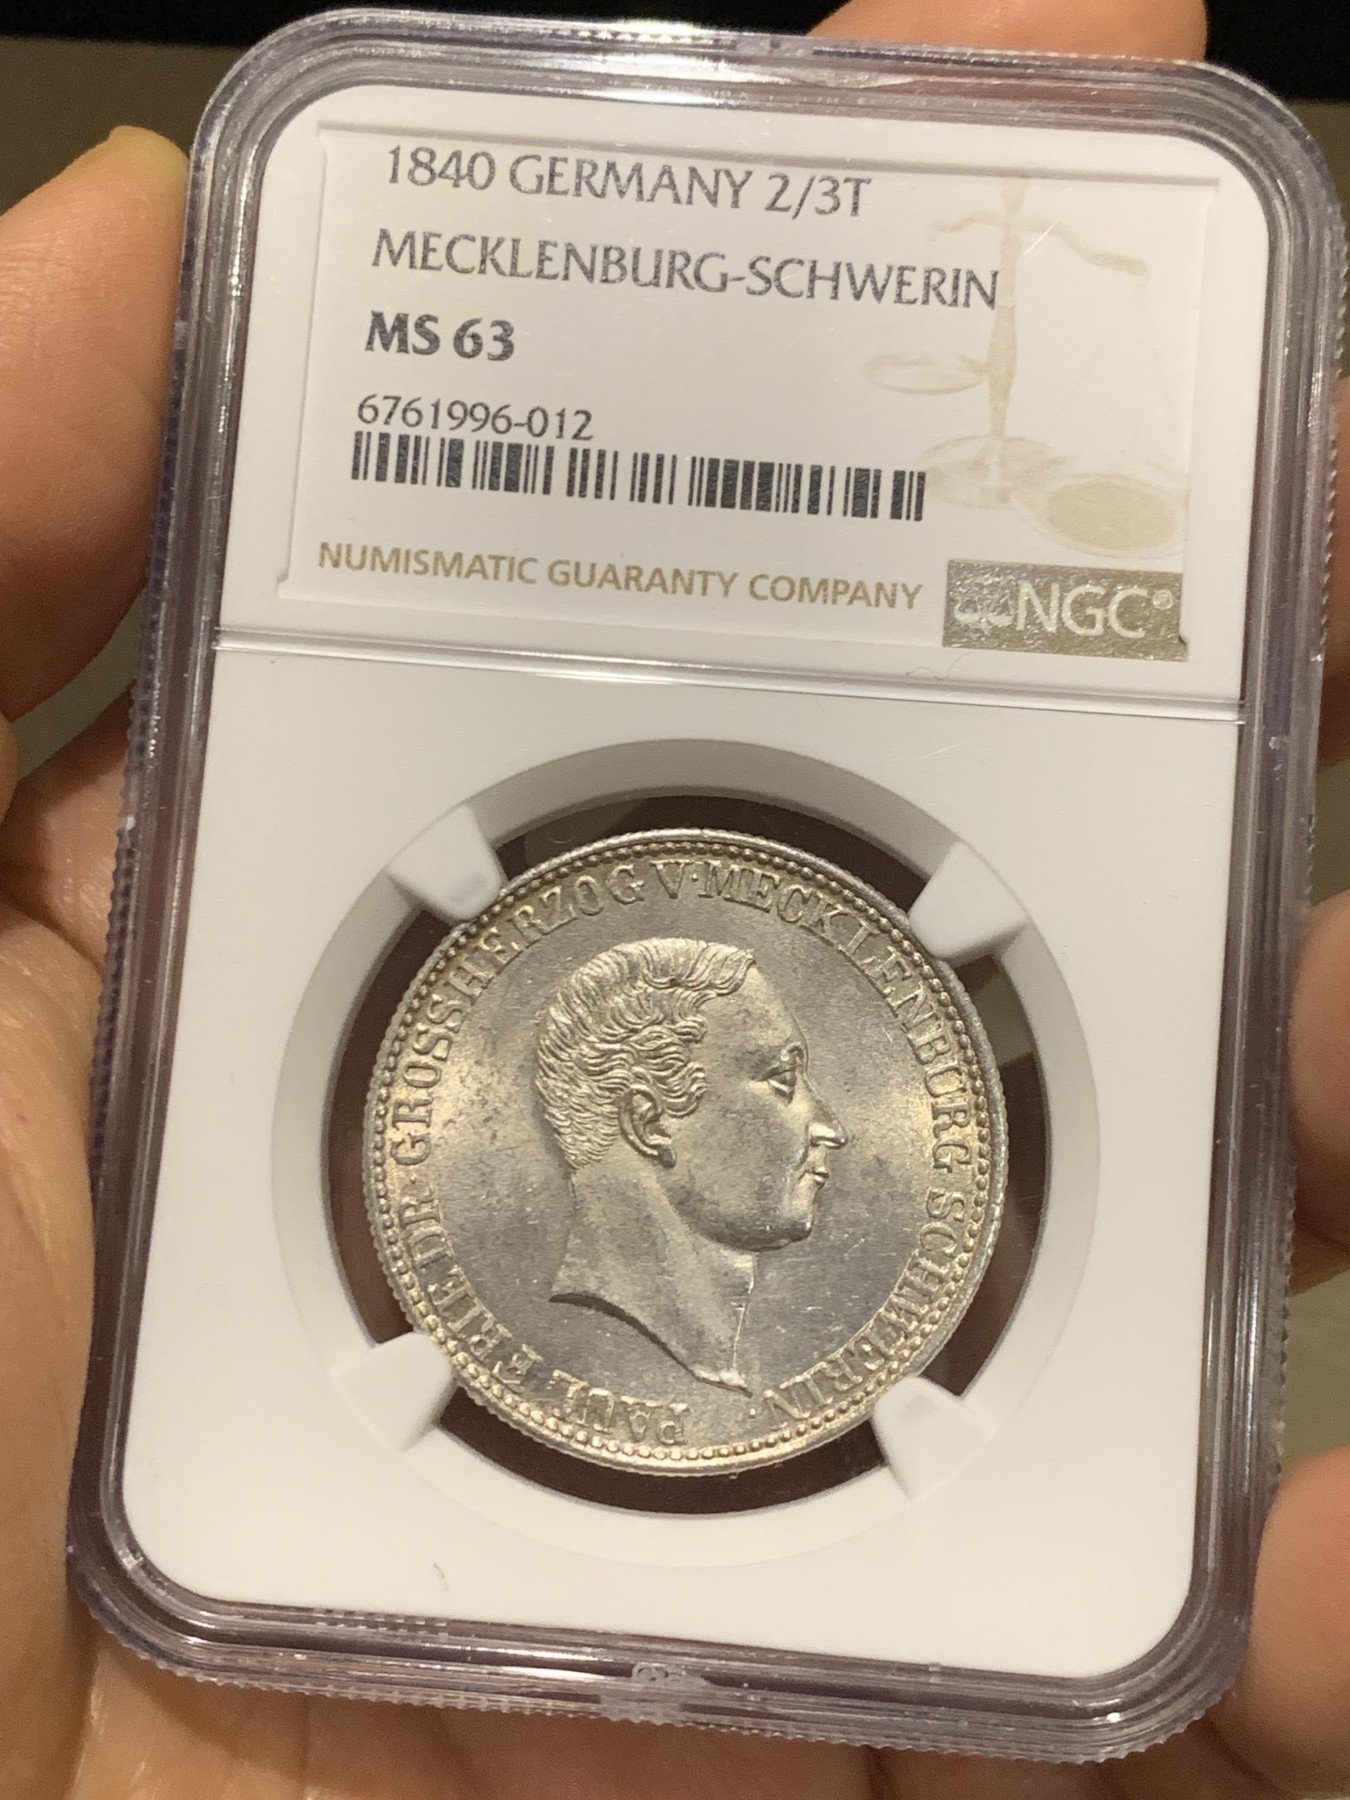 1840 GERMANY 2/3T
MECKLENBURG-SCHWERIN
MS 63
6761996-012
NUMISMATIC GUARANTY COMPANY
NGC
PAUL FRIEDR · GROSSHERZOG V · MECKLENBURG SCHWERIN ·